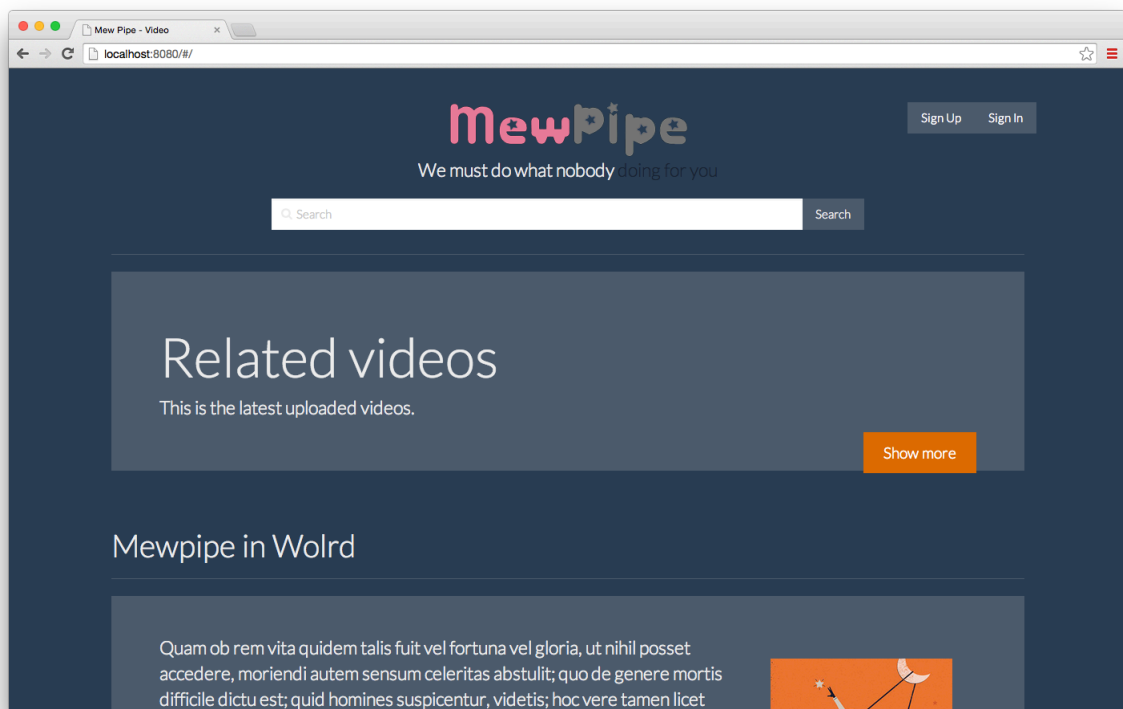 Mew Pipe - Video
localhost:8080/#/
MewPipe
Sign Up Sign In
We must do what nobody doing for you
Search Search
Related videos
This is the latest uploaded videos.
Show more
Mewpipe in Wolrd
Quam ob rem vita quidem talis fuit vel fortuna vel gloria, ut nihil posset
accedere, moriendi autem sensum celeritas abstulit; quo de genere mortis
difficile dictu est; quid homines suspicentur, videtis; hoc vere tamen licet